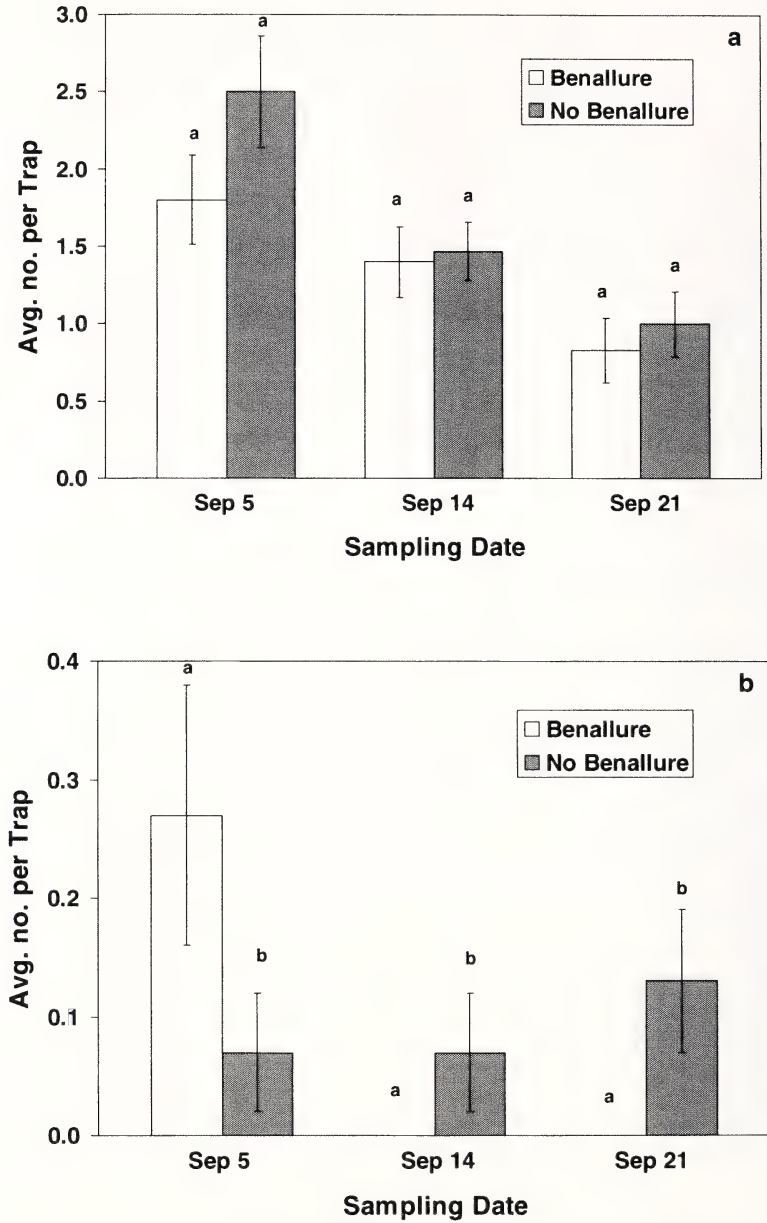 a
Avg. no. per Trap
3.0
2.5
2.0
1.5
1.0
0.5
0.0
Benallure
No Benallure
a
a
a
a
a
a
Sep 5 Sep 14 Sep 21
Sampling Date
b
Avg. no. per Trap
0.4
0.3
0.2
0.1
0.0
Benallure
No Benallure
a
b
a
b
a
b
Sep 5 Sep 14 Sep 21
Sampling Date